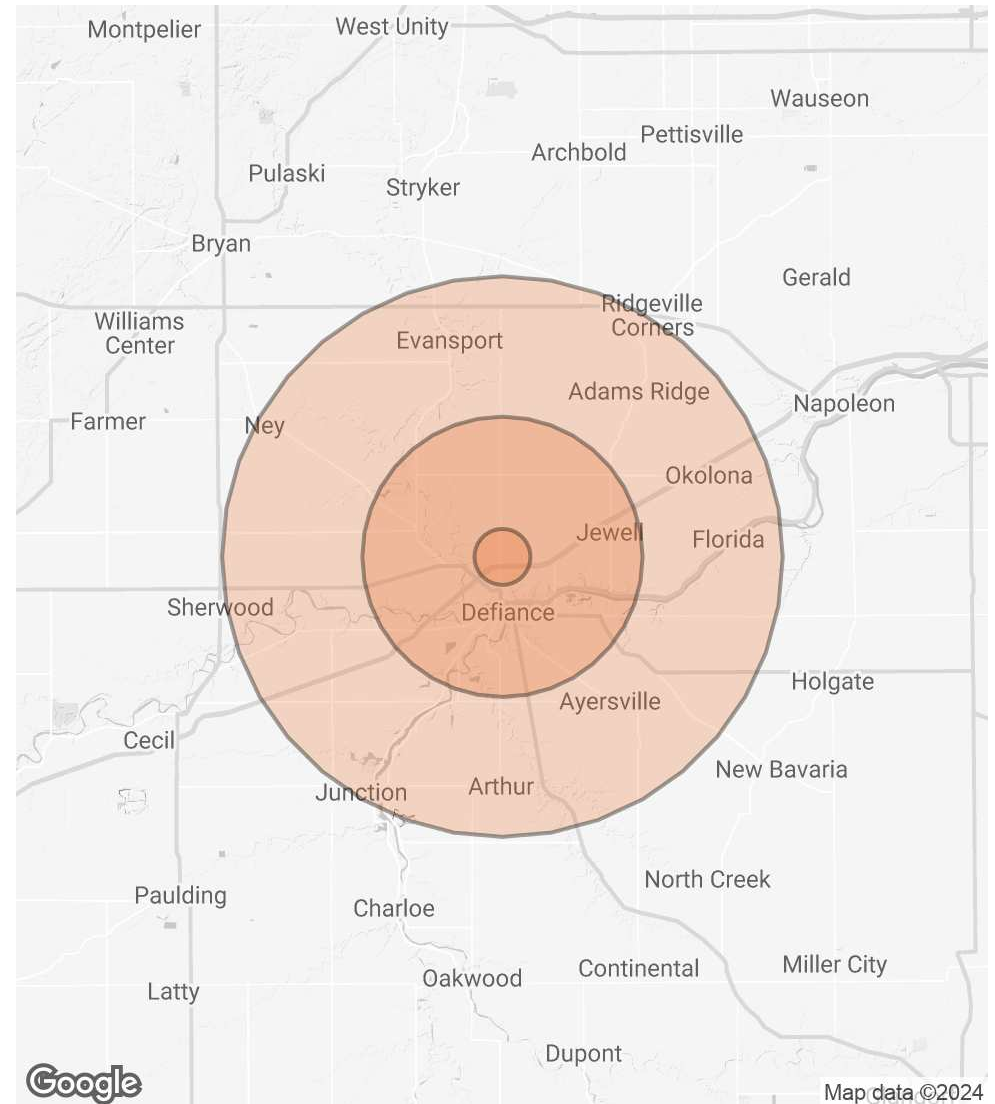 Montpelier
West Unity
Wauseon
Pettisville
Archbold
Pulaski
Stryker
Bryan
Gerald
Ridgeville
Corners
Williams
Center
Evansport
Adams Ridge
Napoleon
Farmer
Ney
Okolona
Jewell
Florida
Sherwood
Defiance
Holgate
Ayersville
Cecil
New Bavaria
Junction
Arthur
North Creek
Paulding
Charloe
Miller City
Continental
Oakwood
Latty
Dupont
Google
Map data ©2024